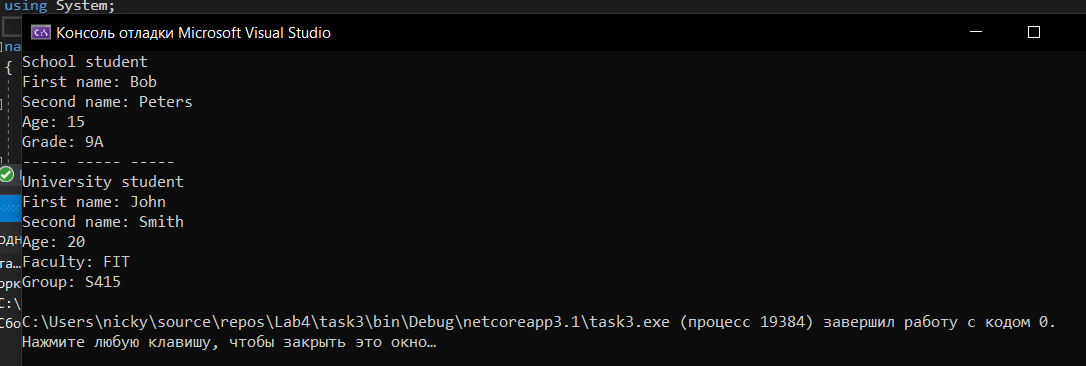 using System;
Консоль отладки Microsoft Visual Studio
School student
First name: Bob
Second name: Peters
Age: 15
Grade: 9A
----- ----- -----
University student
First name: John
Second name: Smith
Age: 20
Faculty: FIT
Group: S415
C:\Users\nicky\source\repos\Lab4\task3\bin\Debug\netcoreapp3.1\task3.exe (процесс 19384) завершил работу с кодом 0.
Нажмите любую клавишу, чтобы закрыть это окно…